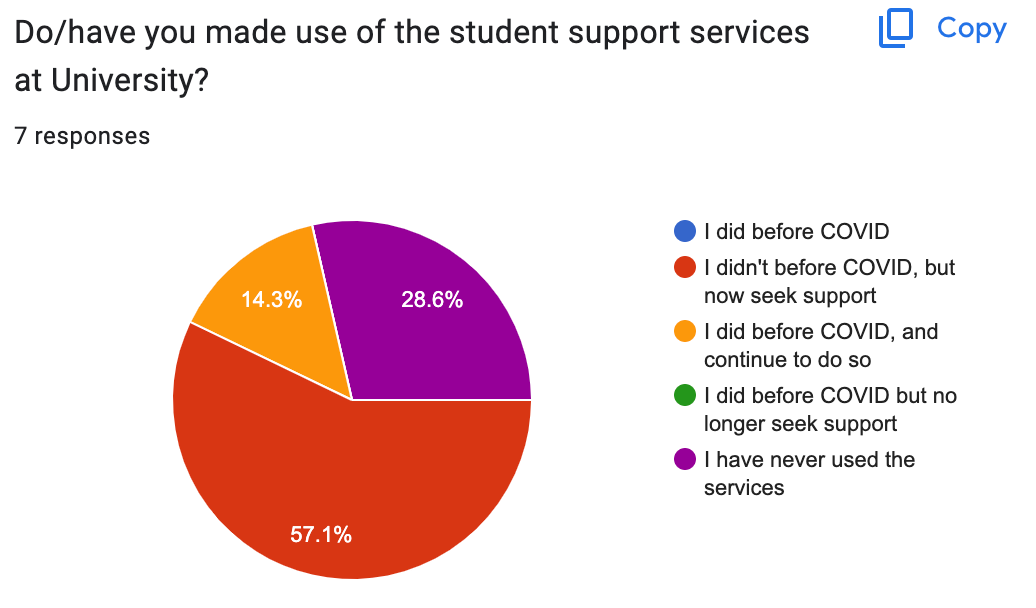 Do/have you made use of the student support services
at University?
Copy
7 responses
14.3%
28.6%
57.1%
I did before COVID
I didn't before COVID, but
now seek support
I did before COVID, and
continue to do so
I did before COVID but no
longer seek support
I have never used the
services